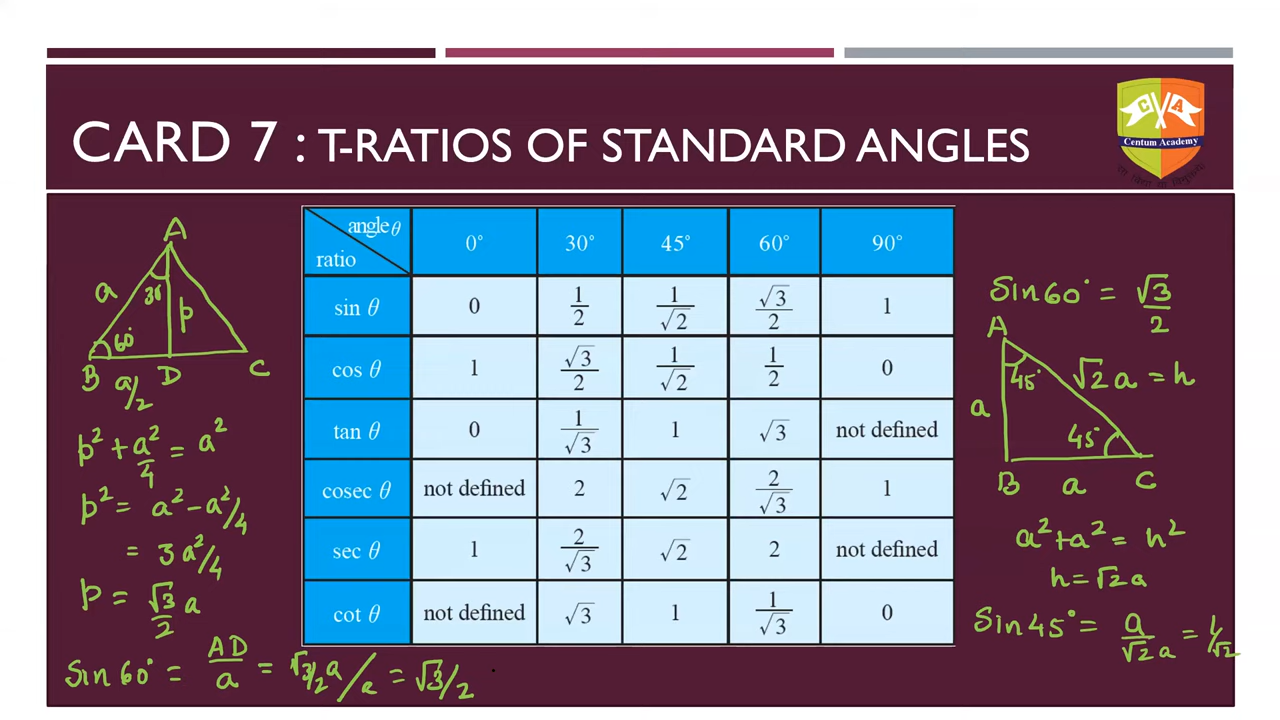 CARD 7 : T-RATIOS OF STANDARD ANGLES
C A
Centum Academy
A
a
30°
p
60°
B a/2 D C
p² + a²/4 = a²
p² = a² - a²/4
= 3a²/4
p = √3/2 a
Sin 60° = AD/a = √3/2 a / a = √3/2
angle θ
ratio
0° 30° 45° 60° 90°
sin θ 0 1/2 1/√2 √3/2 1
cos θ 1 √3/2 1/√2 1/2 0
tan θ 0 1/√3 1 √3 not defined
cosec θ not defined 2 √2 2/√3 1
sec θ 1 2/√3 √2 2 not defined
cot θ not defined √3 1 1/√3 0
Sin 60° = √3/2
A
45° √2 a = h
a
45°
B a C
a² + a² = h²
h = √2 a
Sin 45° = a/√2 a = 1/√2